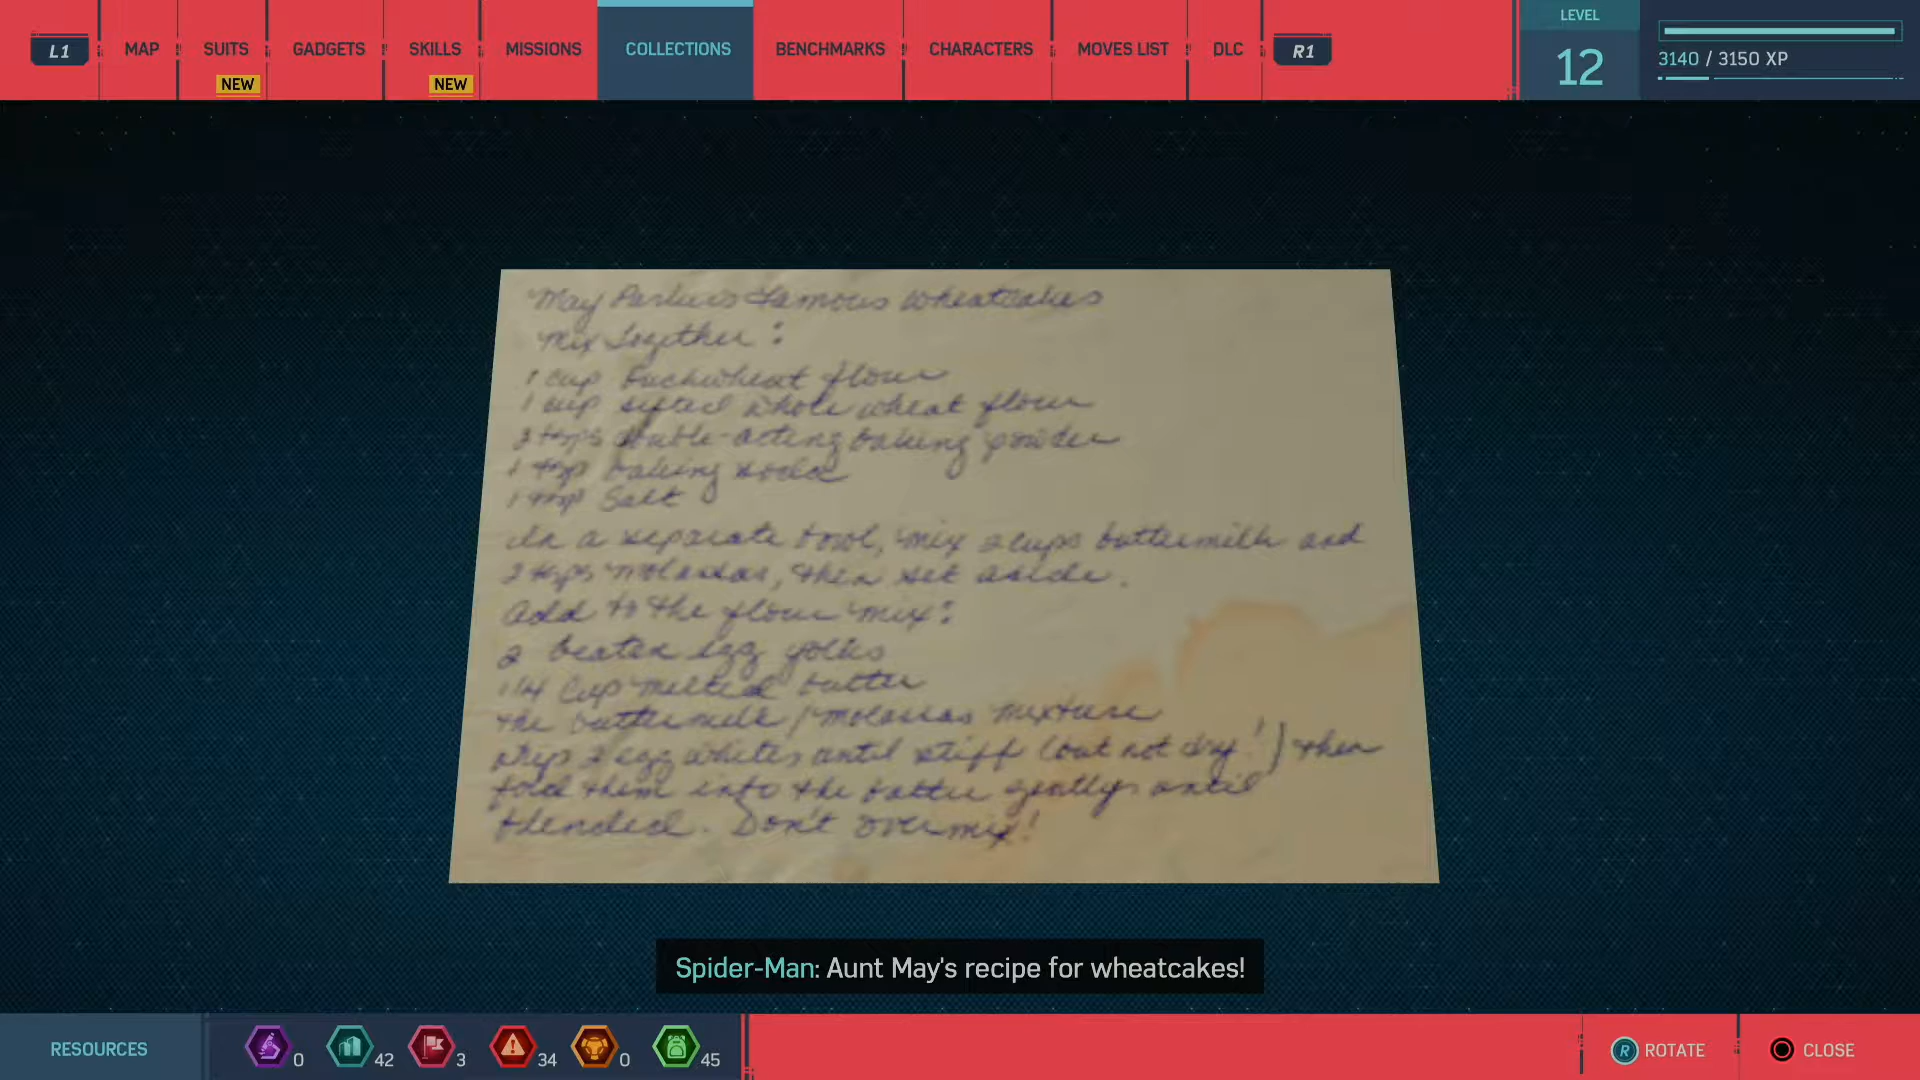 L1 MAP SUITS GADGETS SKILLS MISSIONS COLLECTIONS BENCHMARKS CHARACTERS MOVES LIST DLC R1
NEW NEW
LEVEL
12
3140 / 3150 XP
May Parker's famous wheatcakes
Mix Together:
1 cup buckwheat flour
1 cup sifted whole wheat flour
tsps double-acting baking powder
1 tsp baking soda
1 tsp Salt
In a separate bowl, mix 2 cups buttermilk and
2 tsps molassas, then set aside.
Add to the flour mix:
2 beaten egg yolks
1/4 Cup melted butter
the buttermilk/molassas mixture
Whip 2 egg whites until stiff (but not dry!) then
fold them into the batter gently until
blended. Don't overmix!
Spider-Man: Aunt May's recipe for wheatcakes!
RESOURCES 0 42 3 34 0 45 R ROTATE CLOSE